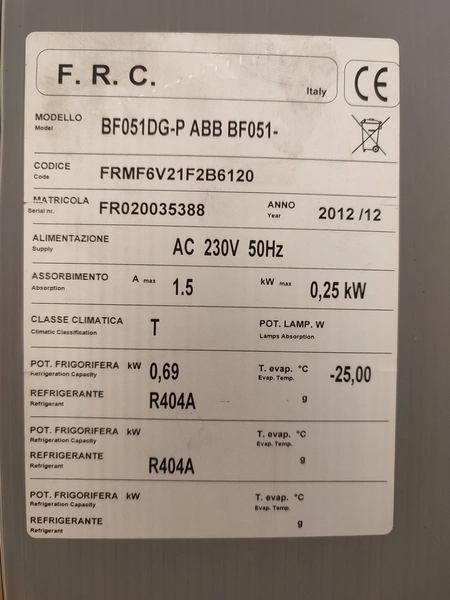 F. R. C.
Italy
CE
MODELLO
Model
BF051DG-P ABB BF051-
CODICE
Code
FRMF6V21F2B6120
MATRICOLA
Serial nr.
FR020035388
ANNO
Year
2012 /12
ALIMENTAZIONE
Supply
AC 230V 50Hz
ASSORBIMENTO
Absorption
A max
1.5
kW max
0,25 kW
CLASSE CLIMATICA
Climatic Classification
T
POT. LAMP. W
Lamps Absorption
POT. FRIGORIFERA kW
Refrigeration Capacity
0,69
T. evap. °C
Evap. Temp.
-25,00
REFRIGERANTE
Refrigerant
R404A
g
POT. FRIGORIFERA kW
Refrigeration Capacity
T. evap. °C
Evap. Temp.
REFRIGERANTE
Refrigerant
R404A
g
POT. FRIGORIFERA kW
Refrigeration Capacity
T. evap. °C
Evap. Temp.
REFRIGERANTE
Refrigerant
g